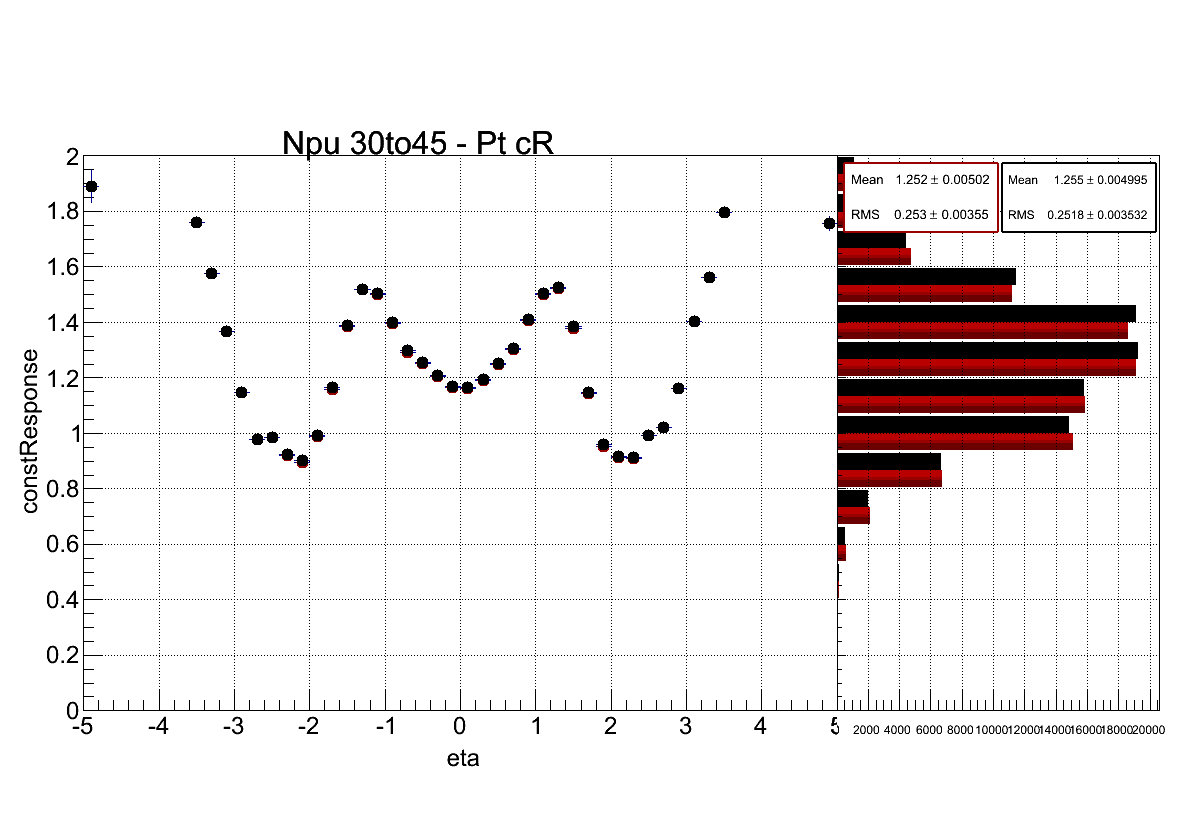 Npu 30to45 - Pt cR
Mean 1.252 ± 0.00502
RMS 0.253 ± 0.00355
Mean 1.255 ± 0.004995
RMS 0.2518 ± 0.003532
constResponse
2
1.8
1.6
1.4
1.2
1
0.8
0.6
0.4
0.2
0
-5 -4 -3 -2 -1 0 1 2 3 4 5
2000 4000 6000 8000 10000 12000 14000 16000 18000 20000
eta